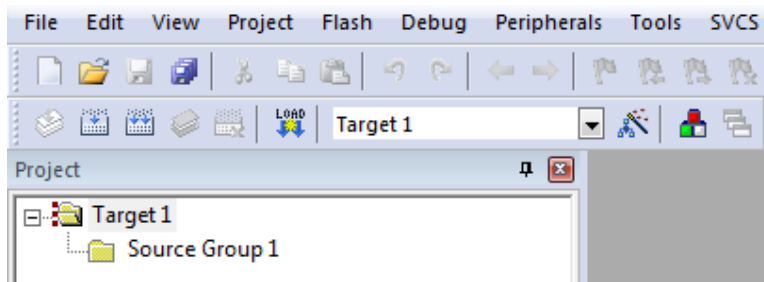 File Edit View Project Flash Debug Peripherals Tools SVCS
LOAD Target 1
Project
Target 1
Source Group 1